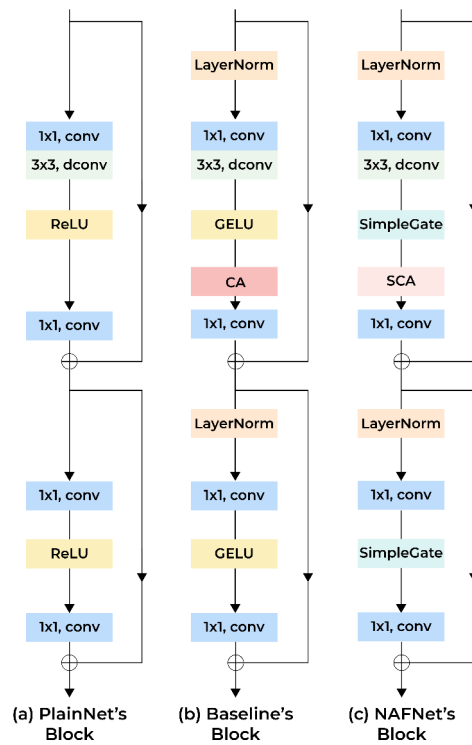 1x1, conv
3x3, dconv
ReLU
1x1, conv
1x1, conv
ReLU
1x1, conv
(a) PlainNet's
Block
LayerNorm
1x1, conv
3x3, dconv
GELU
CA
1x1, conv
LayerNorm
1x1, conv
GELU
1x1, conv
(b) Baseline's
Block
LayerNorm
1x1, conv
3x3, dconv
SimpleGate
SCA
1x1, conv
LayerNorm
1x1, conv
SimpleGate
1x1, conv
(c) NAFNet's
Block